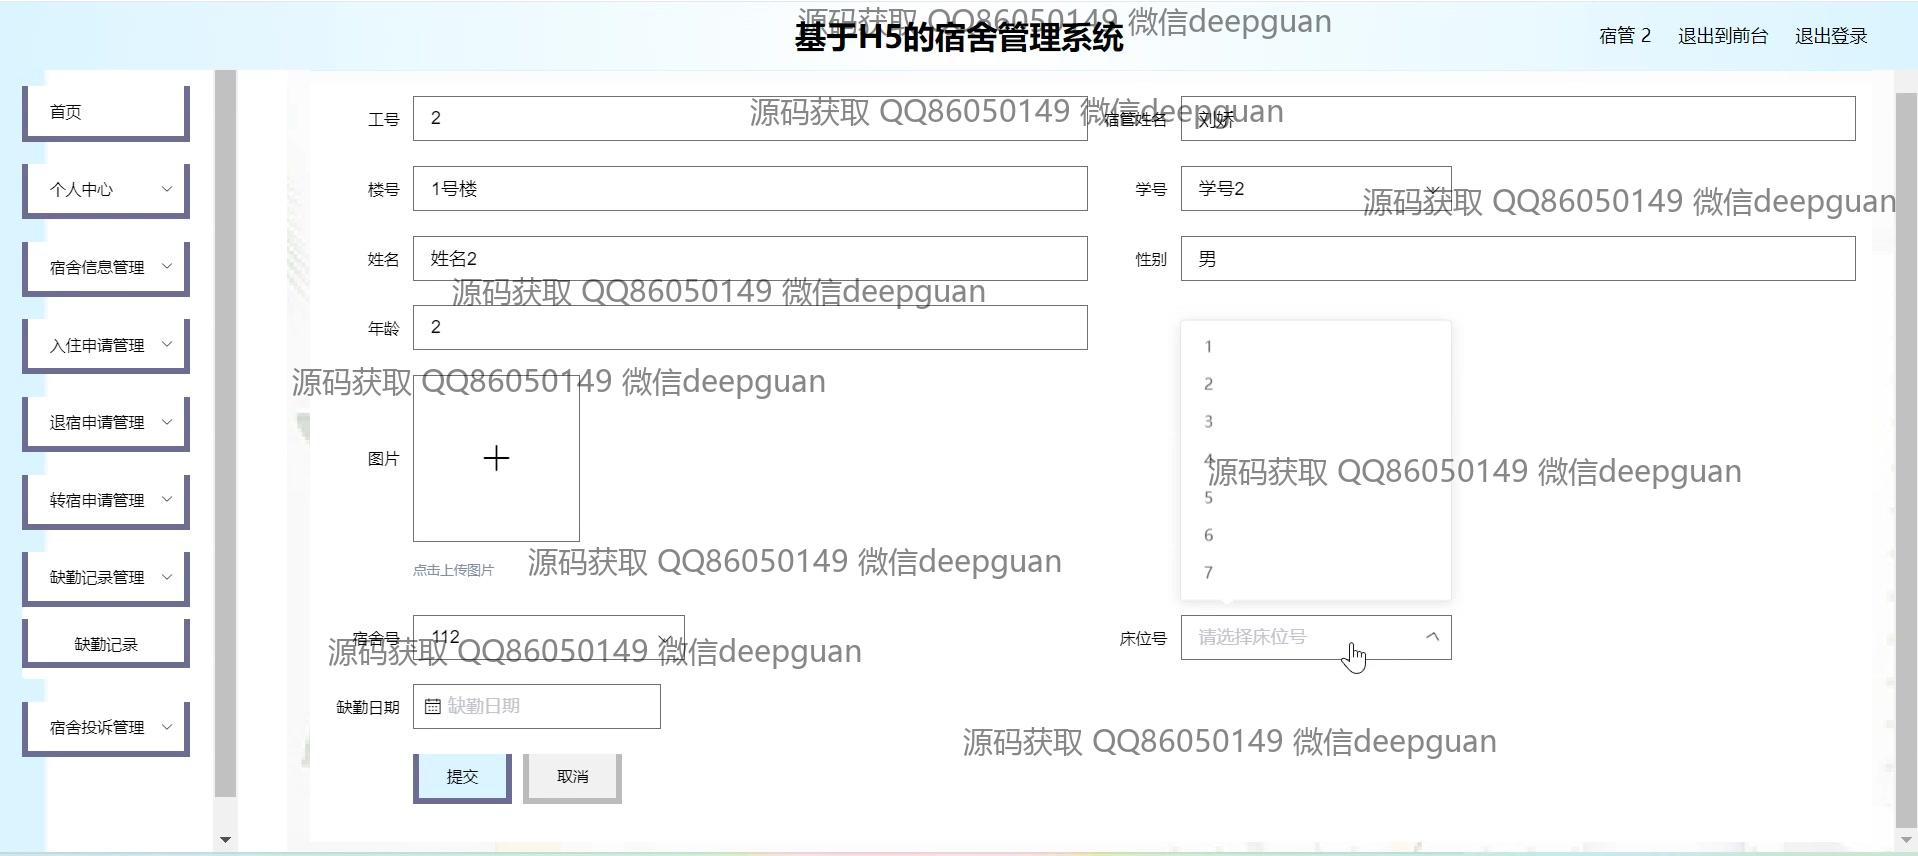 源码获取 QQ86050149 微信deepguan
基于H5的宿舍管理系统
宿管 2 退出到前台 退出登录
首页
个人中心
宿舍信息管理
入住申请管理
退宿申请管理
转宿申请管理
缺勤记录管理
缺勤记录
宿舍投诉管理
源码获取 QQ86050149 微信deepguan
工号 2 宿管姓名 刘娇
楼号 1号楼 学号 学号2
源码获取 QQ86050149 微信deepguan
姓名 姓名2 性别 男
源码获取 QQ86050149 微信deepguan
年龄 2
1
2
3
4
5
6
7
源码获取 QQ86050149 微信deepguan
图片
源码获取 QQ86050149 微信deepguan
点击上传图片
源码获取 QQ86050149 微信deepguan
宿舍号 112 床位号 请选择床位号
源码获取 QQ86050149 微信deepguan
缺勤日期 缺勤日期
源码获取 QQ86050149 微信deepguan
提交 取消